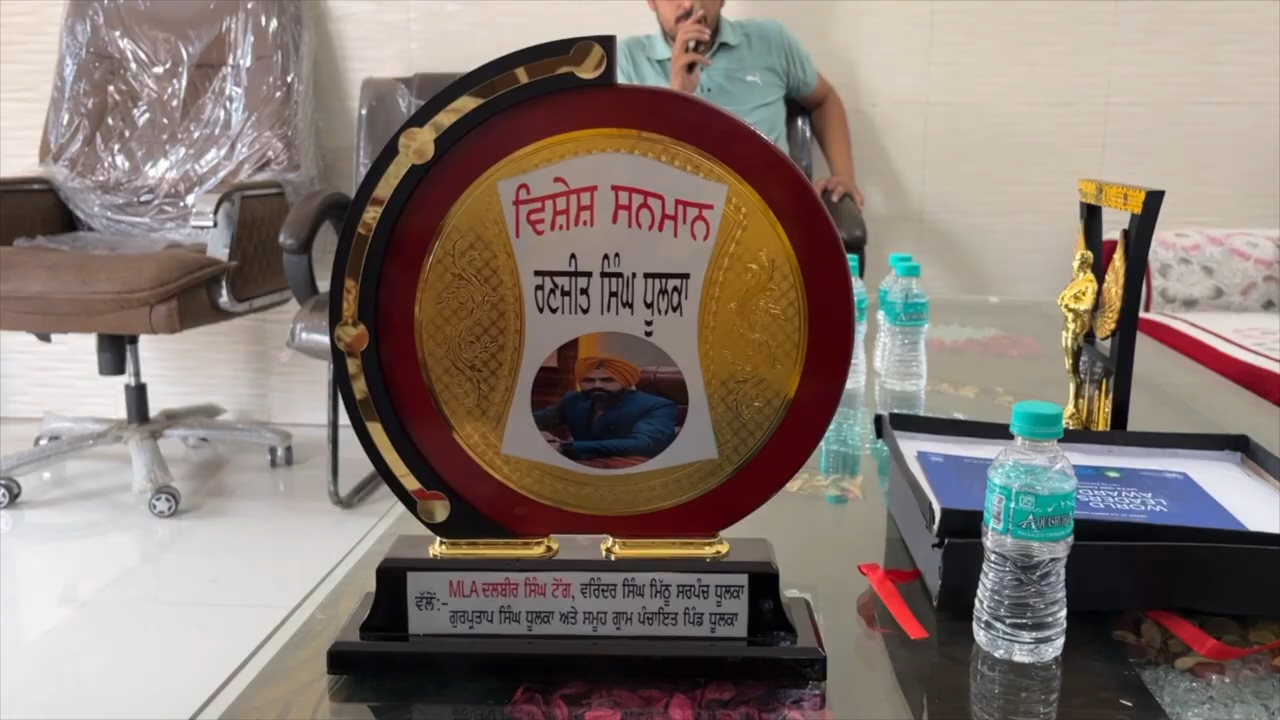 ਵਿਸ਼ੇਸ਼ ਸਨਮਾਨ
ਰਣਜੀਤ ਸਿੰਘ ਧੂਲਕਾ
ਵੱਲੋਂ:-
MLA ਦਲਬੀਰ ਸਿੰਘ ਟੌਂਗ, ਵਰਿੰਦਰ ਸਿੰਘ ਮਿੱਠੂ ਸਰਪੰਚ ਧੂਲਕਾ
ਗੁਰਪ੍ਰਤਾਪ ਸਿੰਘ ਧੂਲਕਾ ਅਤੇ ਸਮੂਹ ਗ੍ਰਾਮ ਪੰਚਾਇਤ ਪਿੰਡ ਧੂਲਕਾ
WORLD
LEADERS
AWARD